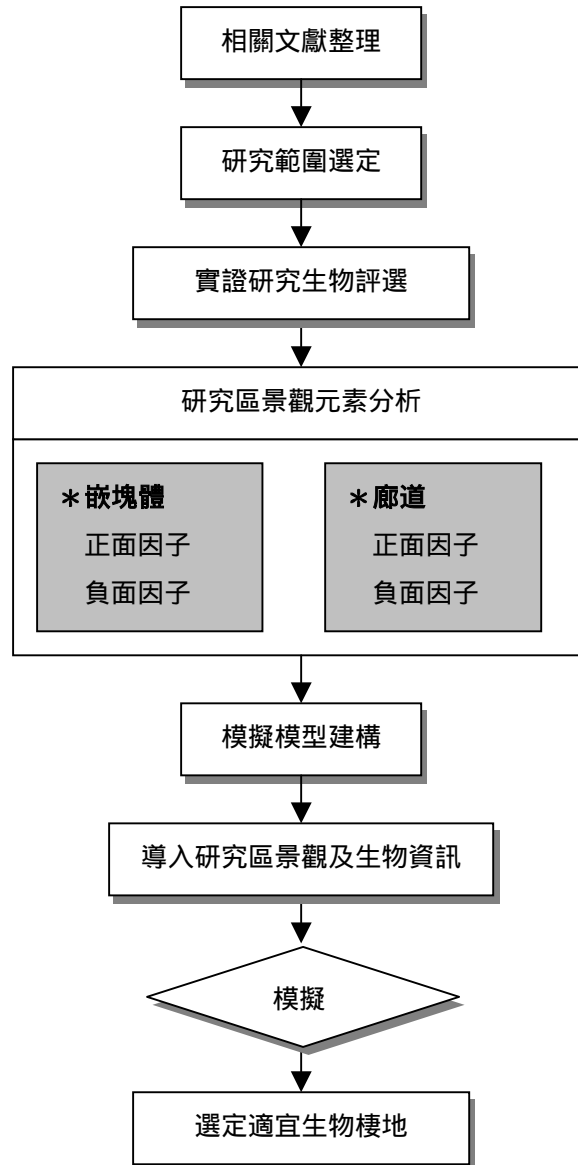 相關文獻整理
研究範圍選定
實證研究生物評選
研究區景觀元素分析
＊嵌塊體
正面因子
負面因子
＊廊道
正面因子
負面因子
模擬模型建構
導入研究區景觀及生物資訊
模擬
選定適宜生物棲地